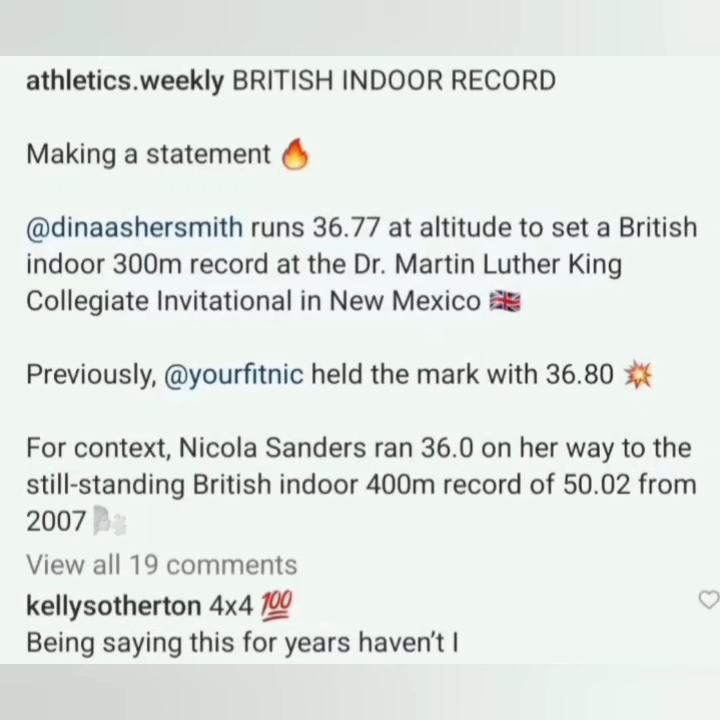 athletics.weekly BRITISH INDOOR RECORD
Making a statement 🔥
@dinaashersmith runs 36.77 at altitude to set a British
indoor 300m record at the Dr. Martin Luther King
Collegiate Invitational in New Mexico 🇬🇧
Previously, @yourfitnic held the mark with 36.80 💥
For context, Nicola Sanders ran 36.0 on her way to the
still-standing British indoor 400m record of 50.02 from
2007 🌬️
View all 19 comments
kellysotherton 4x4 💯
Being saying this for years haven't I